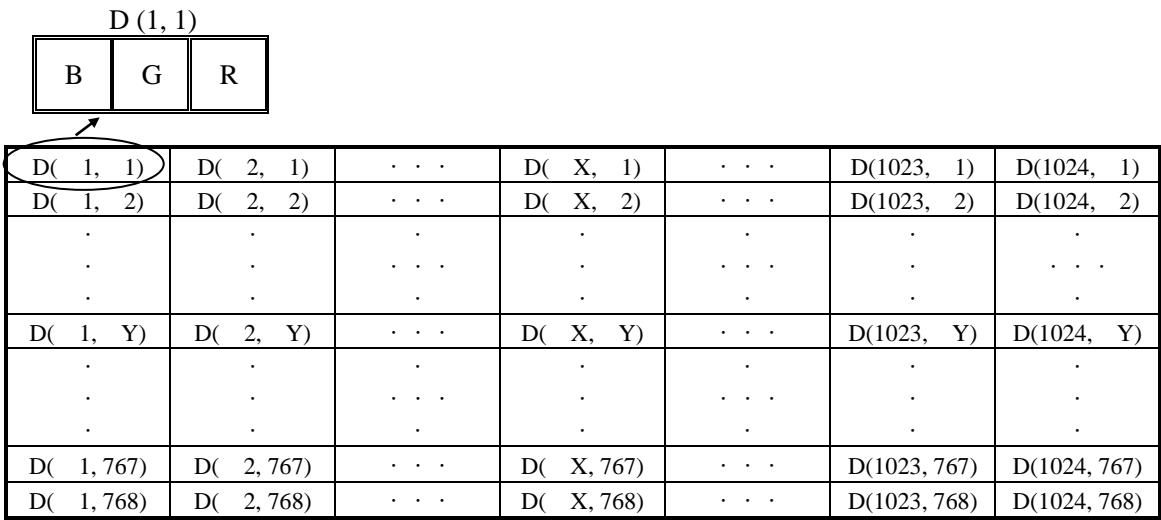 D (1, 1)
B G R
D( 1, 1) D( 2, 1) · · · D( X, 1) · · · D(1023, 1) D(1024, 1)
D( 1, 2) D( 2, 2) · · · D( X, 2) · · · D(1023, 2) D(1024, 2)
· · · · · · ·
· · · · · · · · · · · · ·
· · · · · · ·
D( 1, Y) D( 2, Y) · · · D( X, Y) · · · D(1023, Y) D(1024, Y)
· · · · · · ·
· · · · · · · · · · ·
· · · · · · ·
D( 1, 767) D( 2, 767) · · · D( X, 767) · · · D(1023, 767) D(1024, 767)
D( 1, 768) D( 2, 768) · · · D( X, 768) · · · D(1023, 768) D(1024, 768)